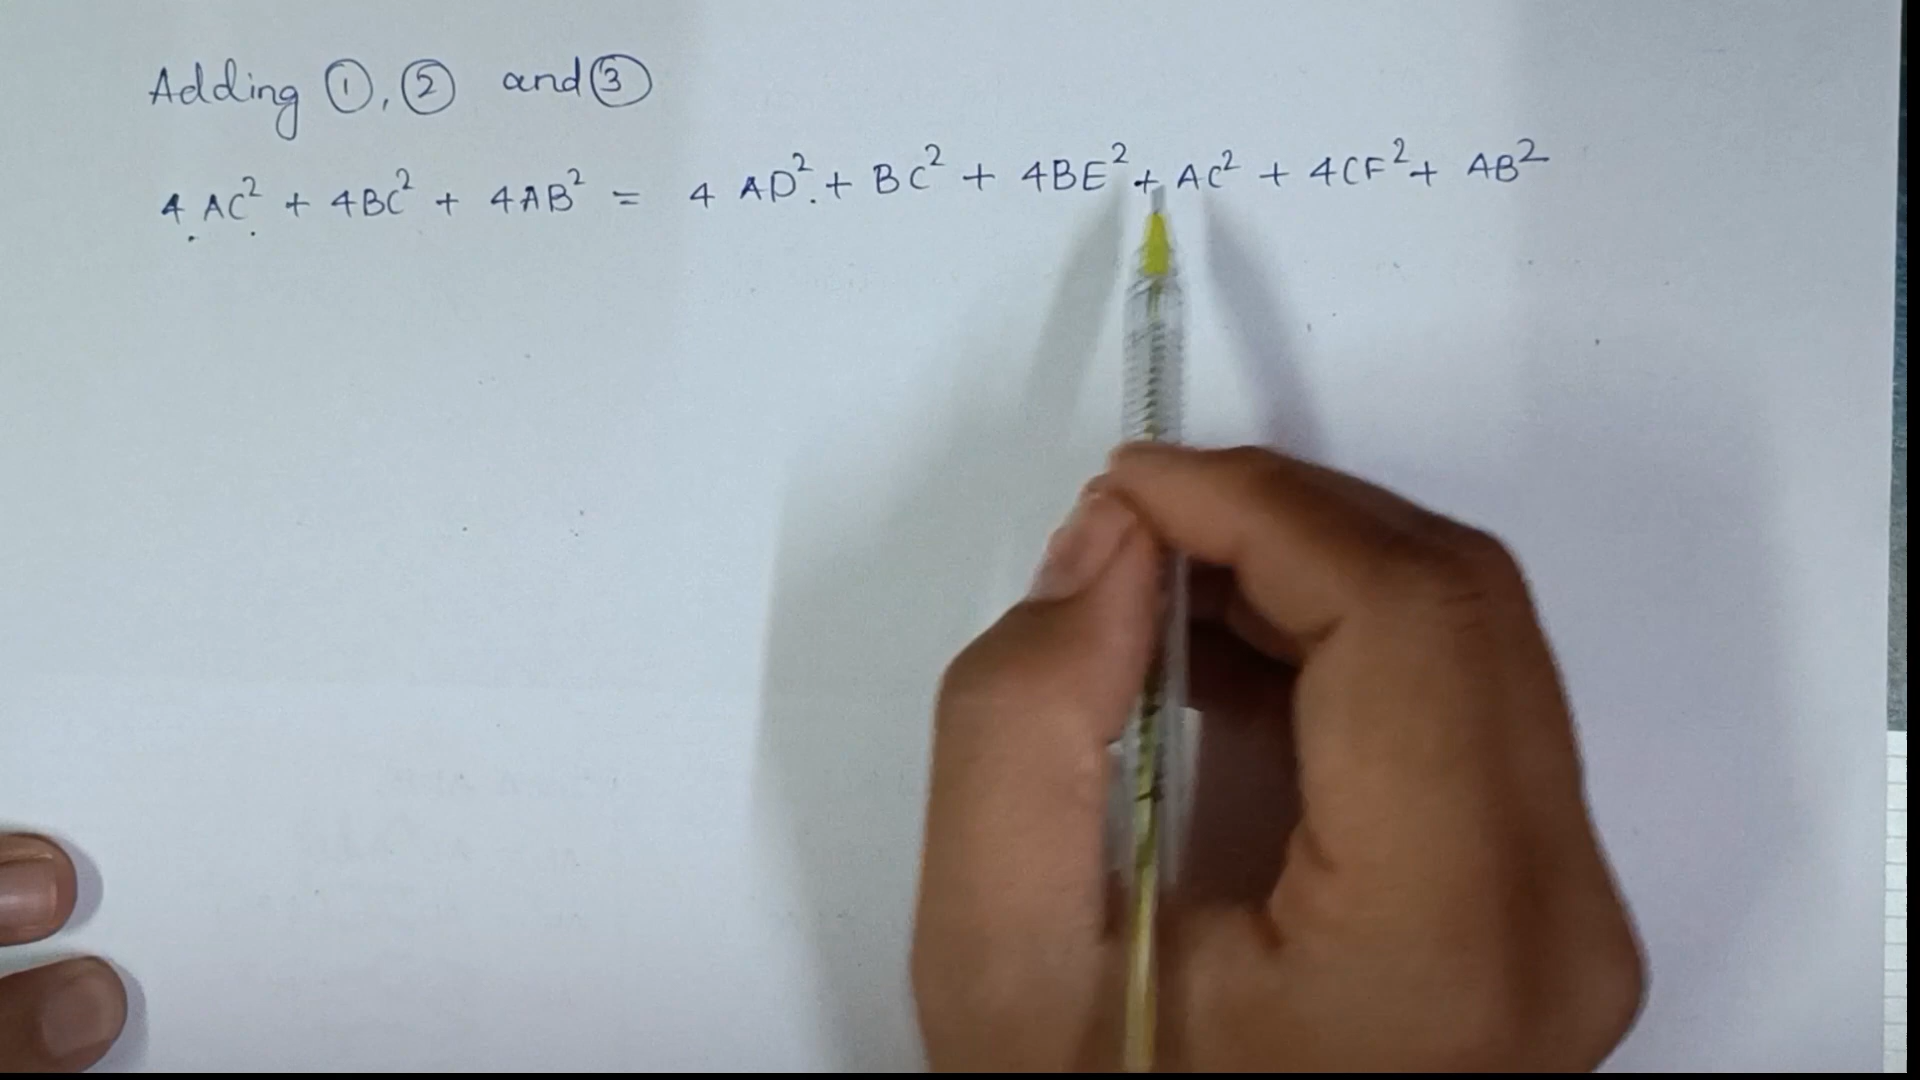 Adding ①, ② and ③
4 AC² + 4BC² + 4AB² = 4 AD² + BC² + 4BE² + AC² + 4CF² + AB²